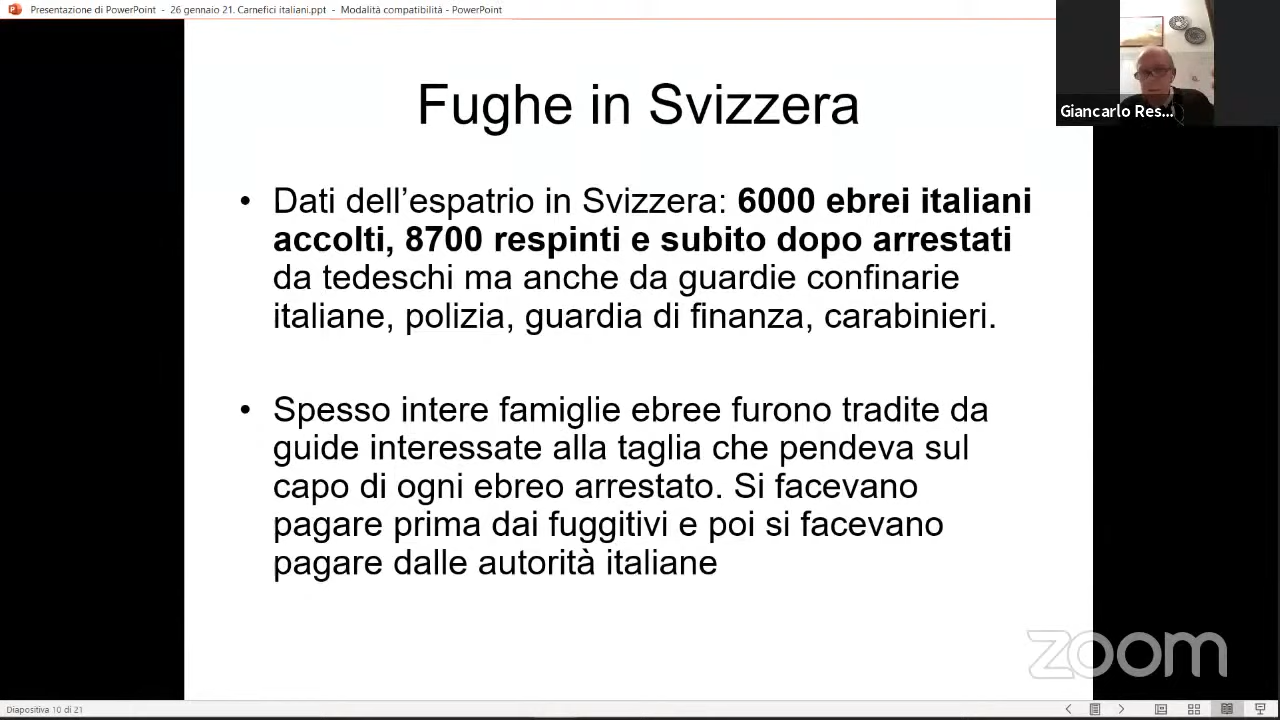 Presentazione di PowerPoint - 26 gennaio 21. Carnefici italiani.ppt - Modalità compatibilità - PowerPoint
Giancarlo Res...
Fughe in Svizzera
• Dati dell’espatrio in Svizzera: 6000 ebrei italiani
accolti, 8700 respinti e subito dopo arrestati
da tedeschi ma anche da guardie confinarie
italiane, polizia, guardia di finanza, carabinieri.
• Spesso intere famiglie ebree furono tradite da
guide interessate alla taglia che pendeva sul
capo di ogni ebreo arrestato. Si facevano
pagare prima dai fuggitivi e poi si facevano
pagare dalle autorità italiane
zoom
Diapositiva 10 di 21